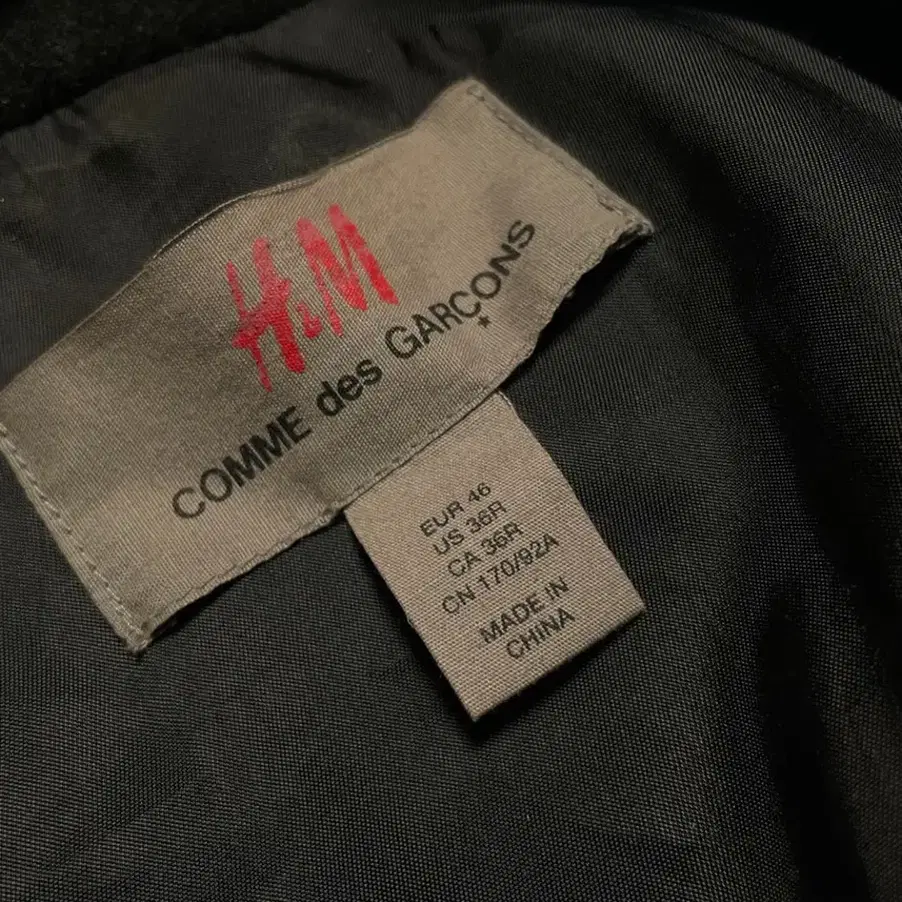 H&M
COMME des GARÇONS
EUR 46
US 36R
CA 36R
CN 170/92A
MADE IN
CHINA